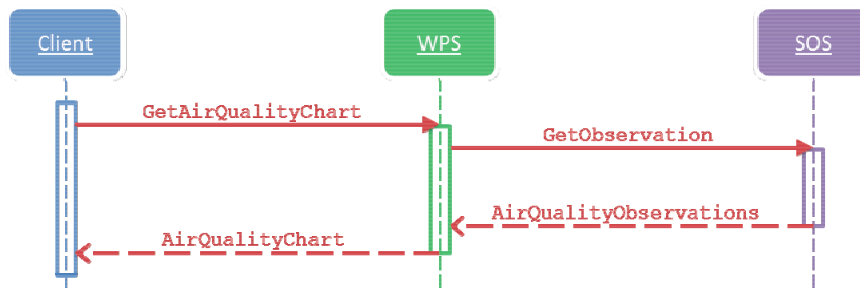 Client
WPS
SOS
GetAirQualityChart
GetObservation
AirQualityObservations
AirQualityChart